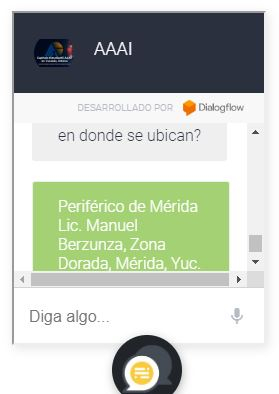 AAAI
DESARROLLADO POR Dialogflow
en donde se ubican?
Periférico de Mérida
Lic. Manuel
Berzunza, Zona
Dorada, Mérida, Yuc.
Diga algo...